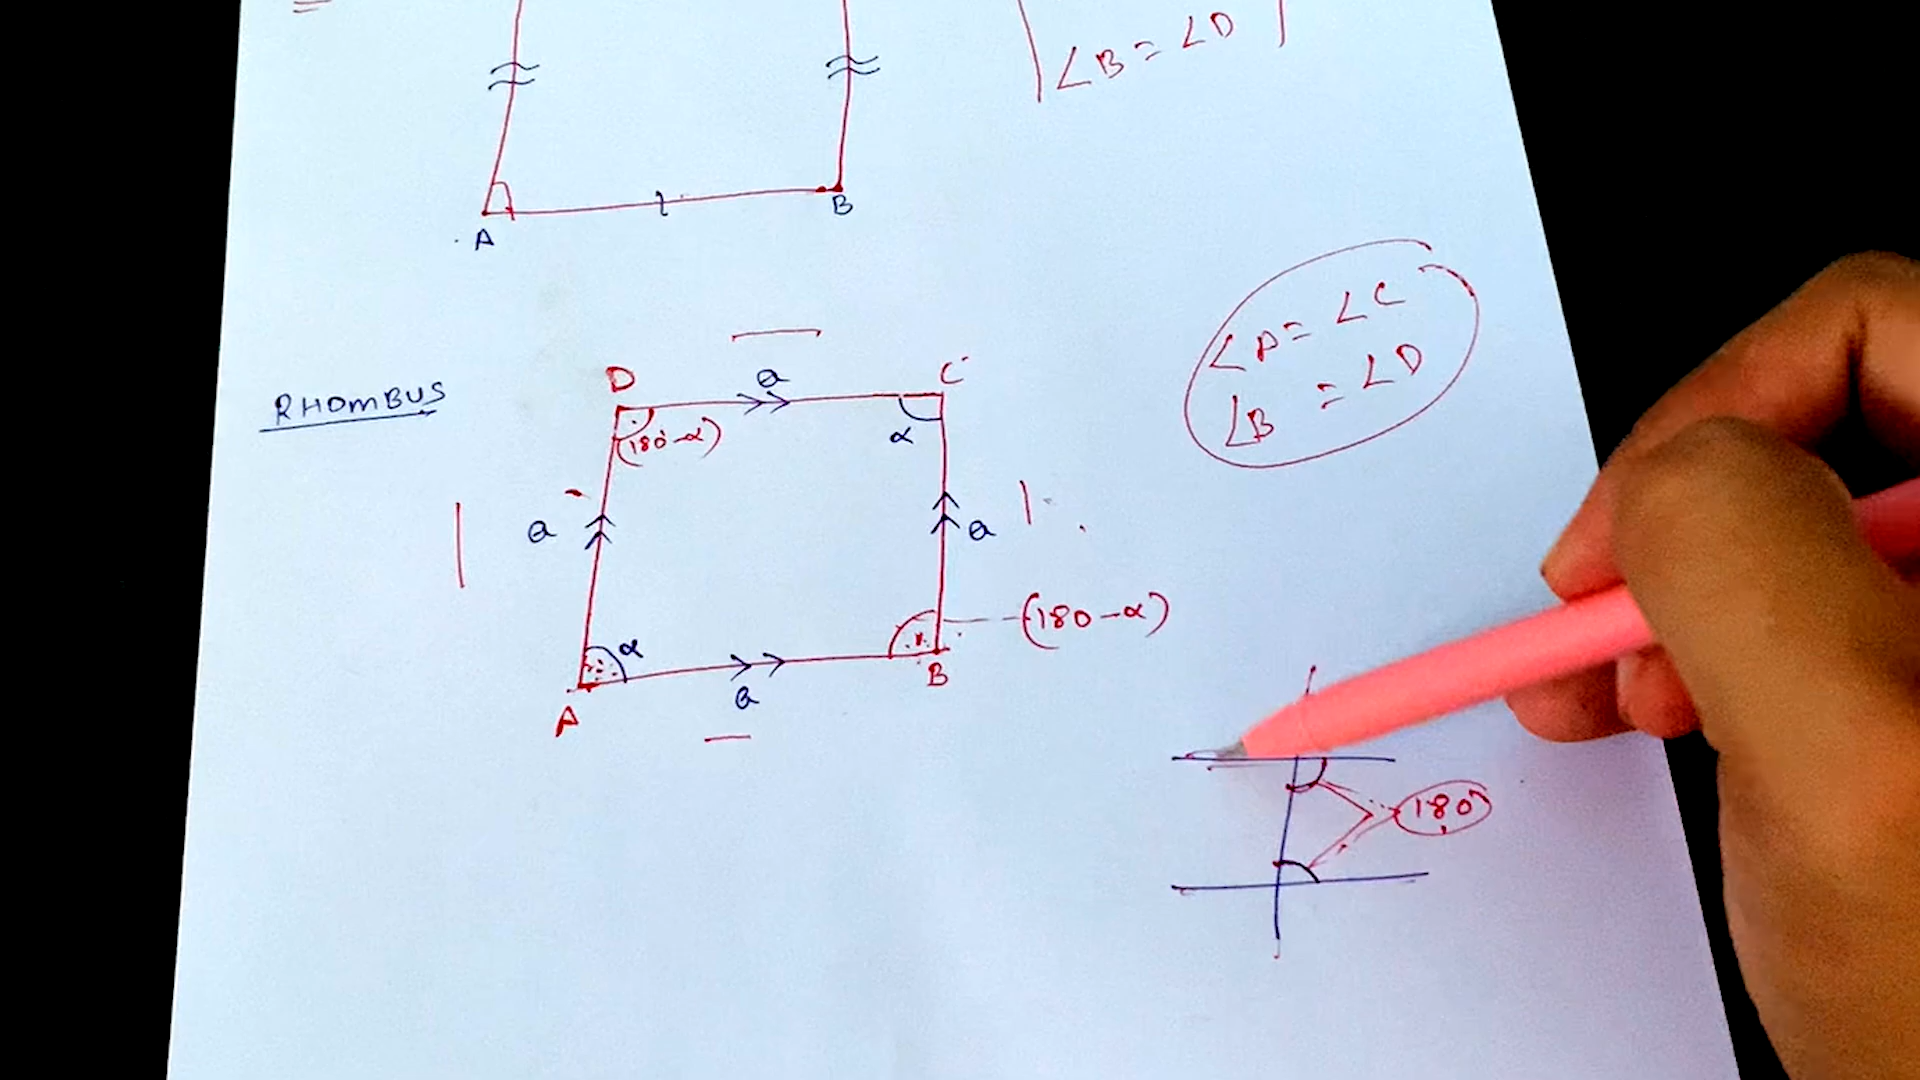 ∠B = ∠D
A
B
∠A = ∠C
∠B = ∠D
RHOMBUS
D
a
C
(180-α)
α
a
a
(180-α)
α
a
B
A
180